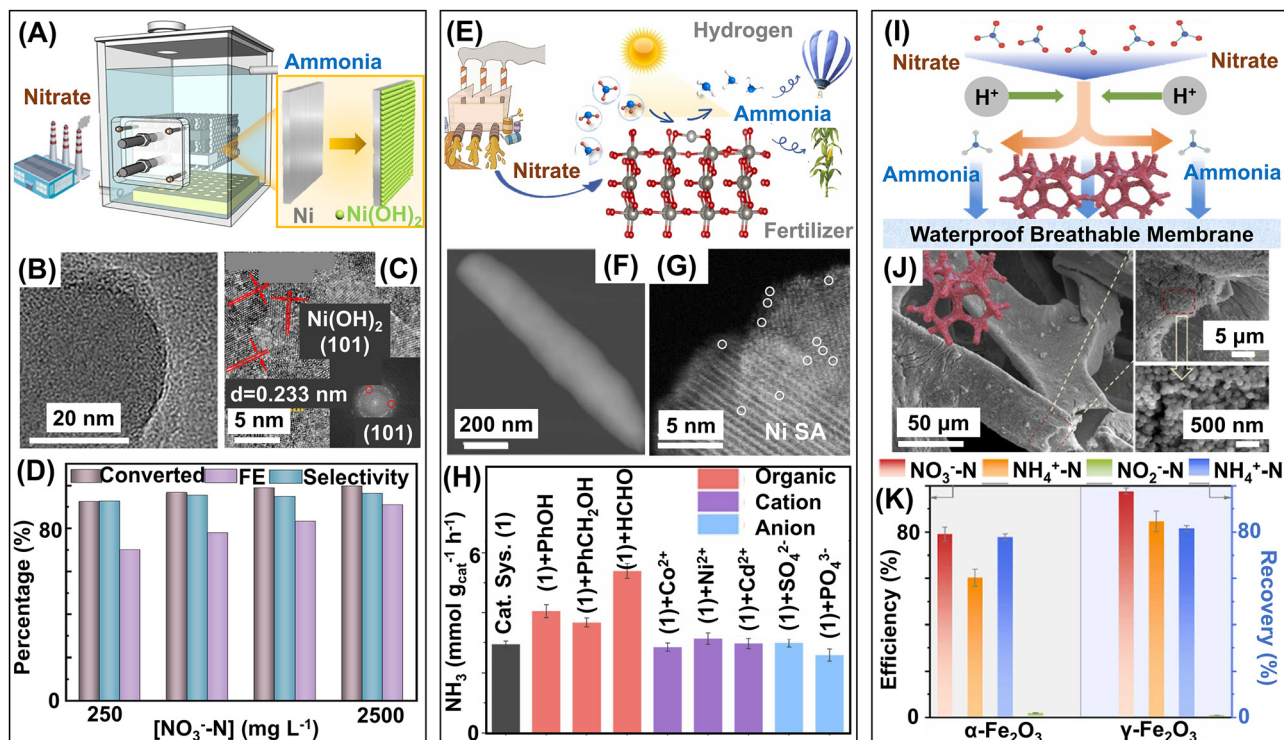 (A)
Nitrate
Ammonia
Ni
Ni(OH)₂
(B)
20 nm
(C)
Ni(OH)₂
(101)
d=0.233 nm
5 nm
(101)
(D)
Converted FE Selectivity
Percentage (%)
80
0
250 2500
[NO₃⁻-N] (mg L⁻¹)
(E)
Hydrogen
Ammonia
Nitrate
Fertilizer
(F)
200 nm
(G)
5 nm
Ni SA
(H)
Organic
Cation
Anion
NH₃ (mmol g_cat⁻¹ h⁻¹)
6
3
0
Cat. Sys. (1)
(1)+PhOH
(1)+PhCH₂OH
(1)+HCHO
(1)+Co²⁺
(1)+Ni²⁺
(1)+Cd²⁺
(1)+SO₄²⁻
(1)+PO₄³⁻
(I)
Nitrate Nitrate
H⁺ H⁺
Ammonia Ammonia
Waterproof Breathable Membrane
(J)
50 µm
5 µm
500 nm
NO₃⁻-N NH₄⁺-N NO₂⁻-N NH₄⁺-N
(K)
Efficiency (%)
80
0
80
0
Recovery (%)
α-Fe₂O₃ γ-Fe₂O₃